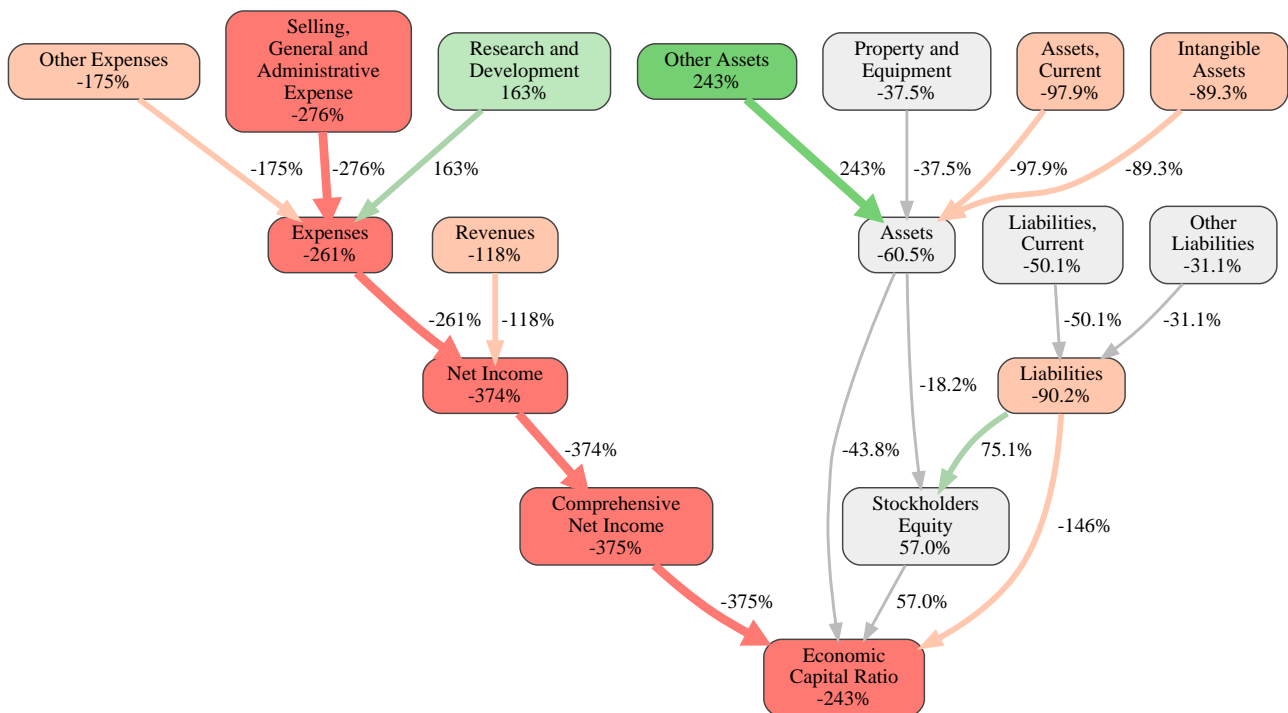 Other Expenses
-175%
Selling,
General and
Administrative
Expense
-276%
Research and
Development
163%
Other Assets
243%
Property and
Equipment
-37.5%
Assets,
Current
-97.9%
Intangible
Assets
-89.3%
-175%
-276%
163%
243%
-37.5%
-97.9%
-89.3%
Expenses
-261%
Revenues
-118%
Assets
-60.5%
Liabilities,
Current
-50.1%
Other
Liabilities
-31.1%
-261%
-118%
-50.1%
-31.1%
Net Income
-374%
-18.2%
Liabilities
-90.2%
-374%
-43.8%
75.1%
Comprehensive
Net Income
-375%
Stockholders
Equity
57.0%
-146%
-375%
57.0%
Economic
Capital Ratio
-243%